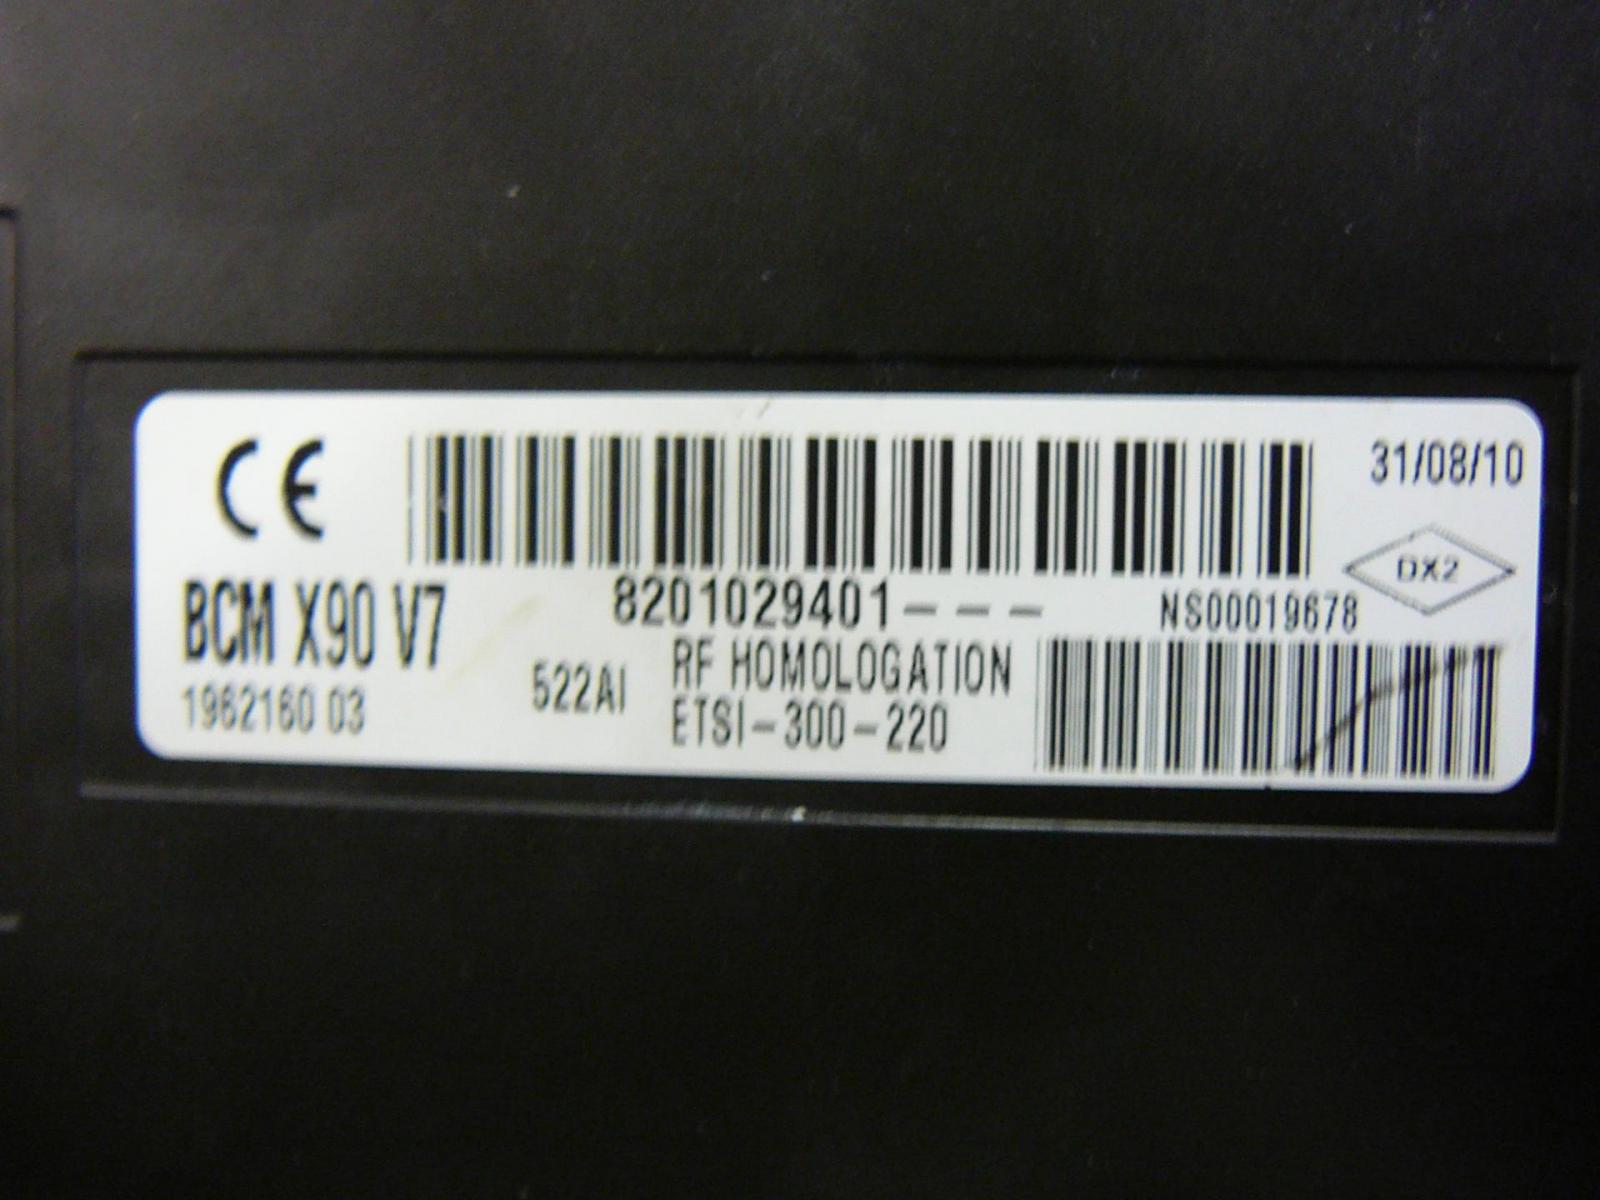 CE
31/08/10
DX2
8201029401---
NS00019678
BCM X90 V7
RF HOMOLOGATION
522AI
ETSI-300-220
1962160 03